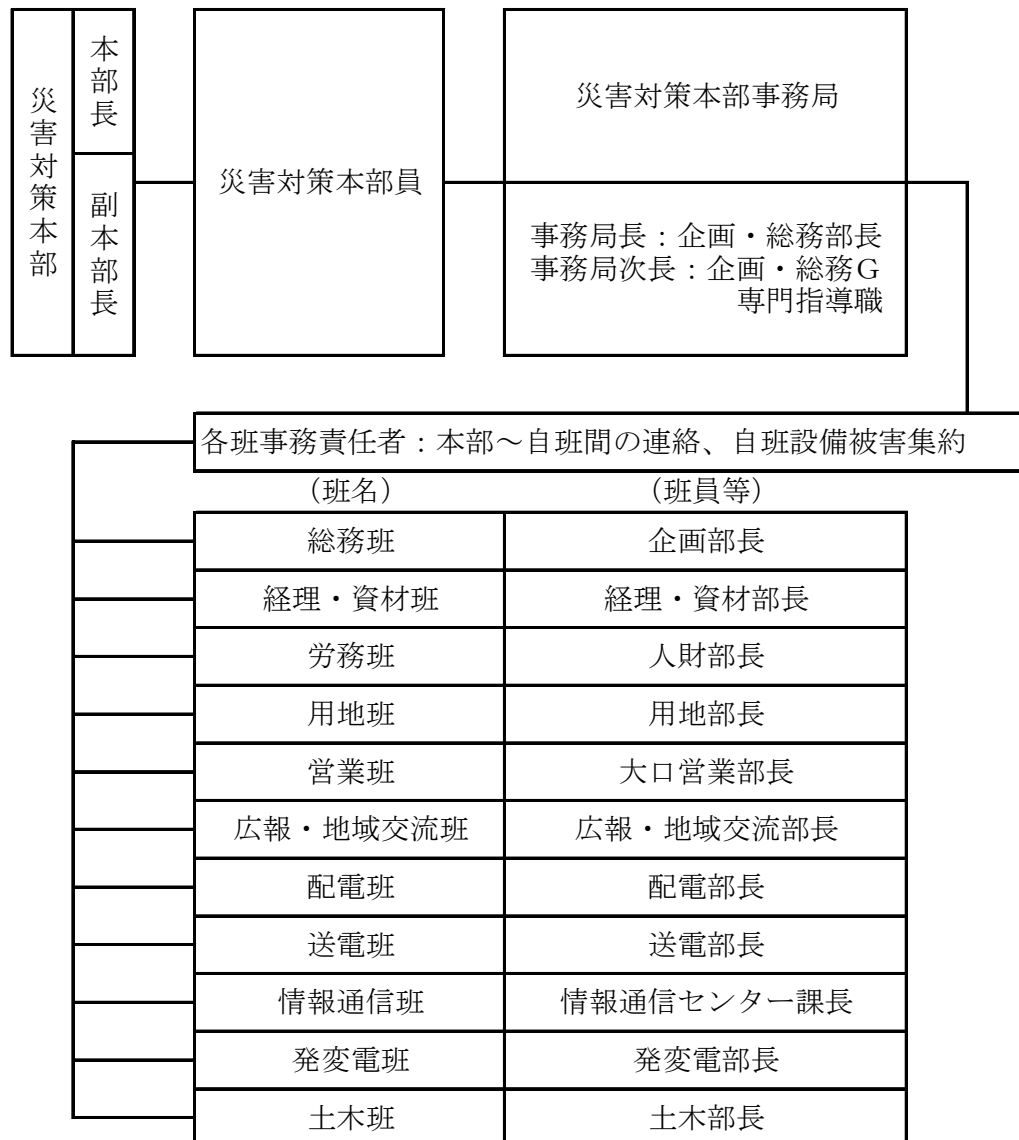 災害対策本部
本部長
副本部長
災害対策本部員
災害対策本部事務局
事務局長：企画・総務部長
事務局次長：企画・総務Ｇ
専門指導職
各班事務責任者：本部～自班間の連絡、自班設備被害集約
（班名） （班員等）
総務班 企画部長
経理・資材班 経理・資材部長
労務班 人財部長
用地班 用地部長
営業班 大口営業部長
広報・地域交流班 広報・地域交流部長
配電班 配電部長
送電班 送電部長
情報通信班 情報通信センター課長
発変電班 発変電部長
土木班 土木部長